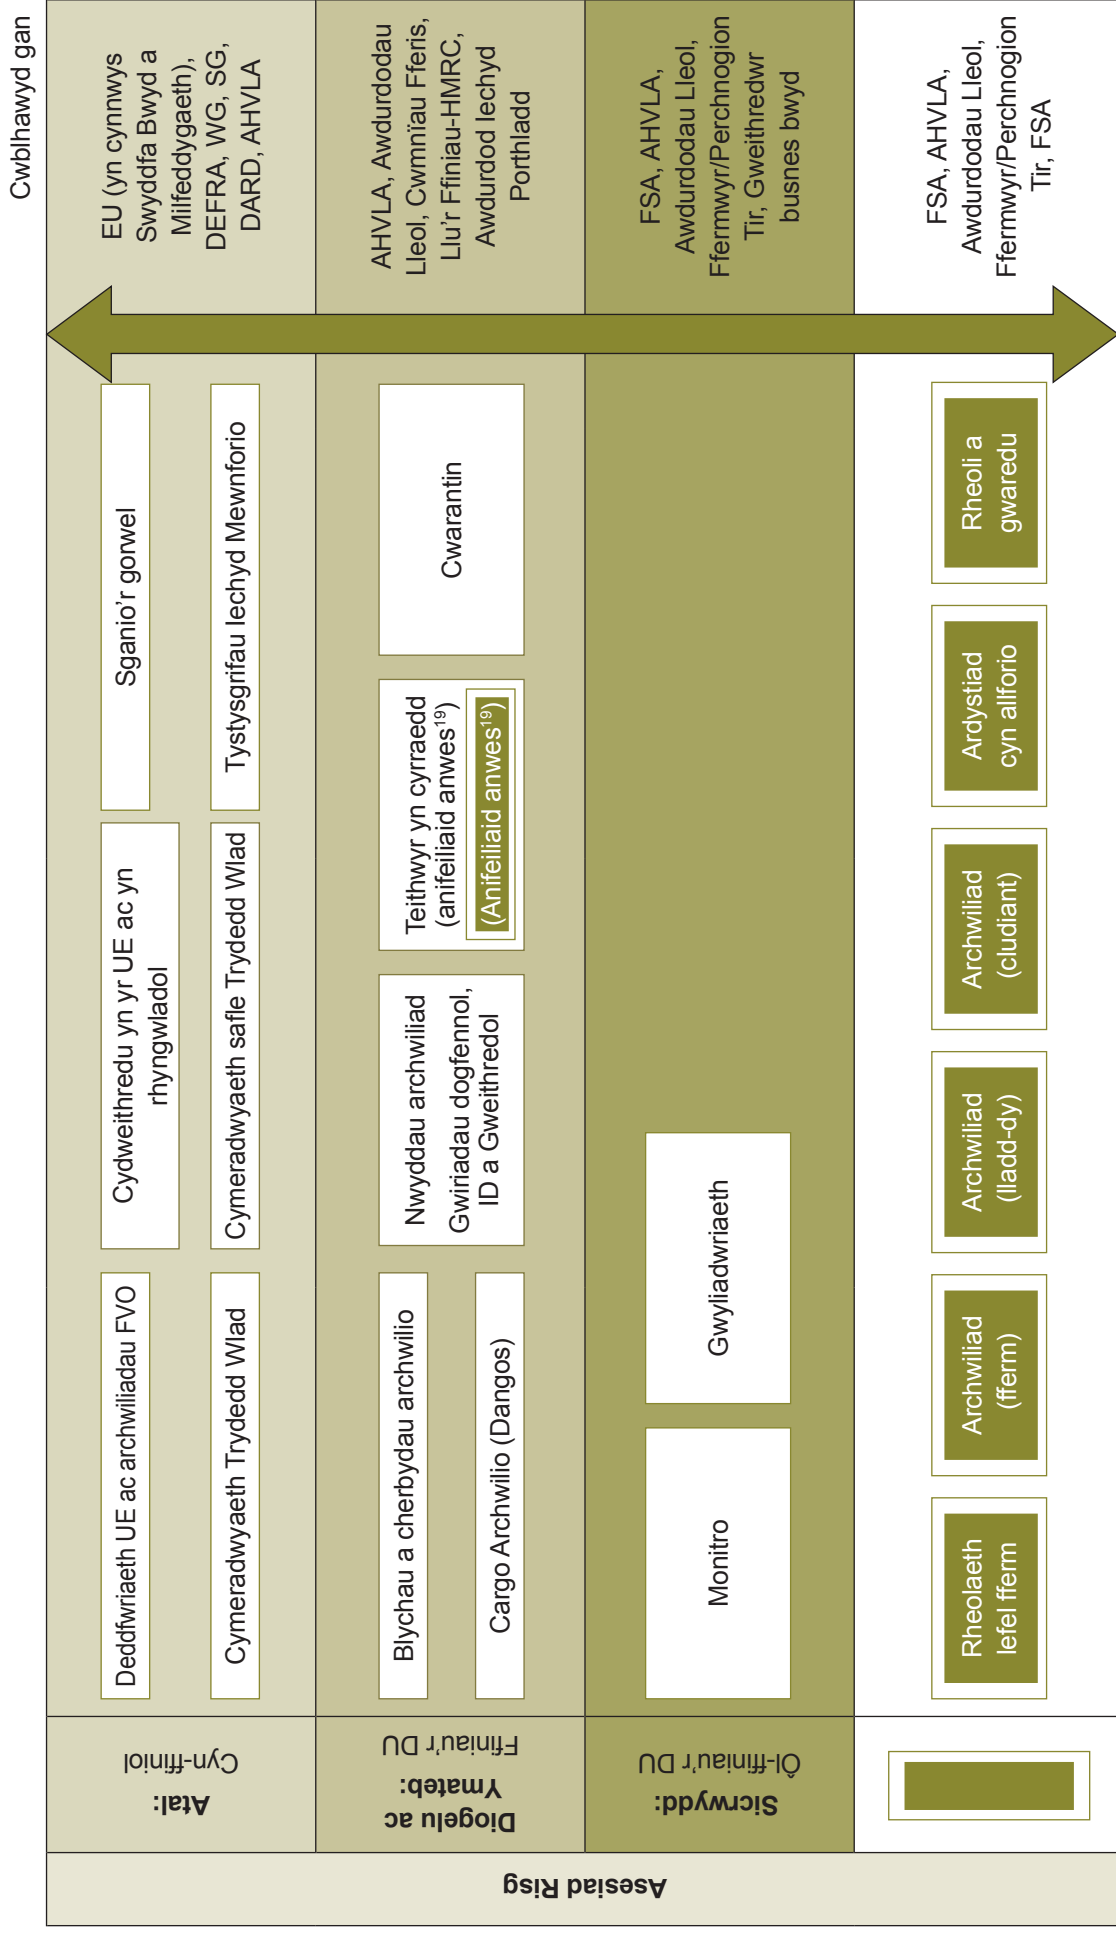 Cwblhawyd gan
Asesiad Risg
Atal:
Cyn-ffiniol
Deddfwriaeth UE ac archwiliadau FVO
Cydweithredu yn yr UE ac yn
rhyngwladol
Sganio'r gorwel
Cymeradwyaeth Trydedd Wlad
Cymeradwyaeth safle Trydedd Wlad
Tystysgrifau Iechyd Mewnforio
EU (yn cynnwys
Swyddfa Bwyd a
Milfeddygaeth),
DEFRA, WG, SG,
DARD, AHVLA
Diogelu ac
Ymateb:
Ffiniau'r DU
Blychau a cherbydau archwilio
Cargo Archwilio (Dangos)
Nwyddau archwiliad
Gwiriadau dogfennol,
ID a Gweithredol
Teithwyr yn cyrraedd
(anifeiliaid anwes¹⁹)
(Anifeiliaid anwes¹⁹)
Cwarantin
AHVLA, Awdurdodau
Lleol, Cwmnïau Fferis,
Llu'r Ffiniau-HMRC,
Awdurdod Iechyd
Porthladd
Sicrwydd:
Ôl-ffiniau'r DU
Monitro
Gwyliadwriaeth
FSA, AHVLA,
Awdurdodau Lleol,
Ffermwyr/Perchnogion
Tir, Gweithredwr
busnes bwyd
Rheolaeth
lefel fferm
Archwiliad
(fferm)
Archwiliad
(lladd-dy)
Archwiliad
(cludiant)
Ardystiad
cyn allforio
Rheoli a
gwaredu
FSA, AHVLA,
Awdurdodau Lleol,
Ffermwyr/Perchnogion
Tir, FSA